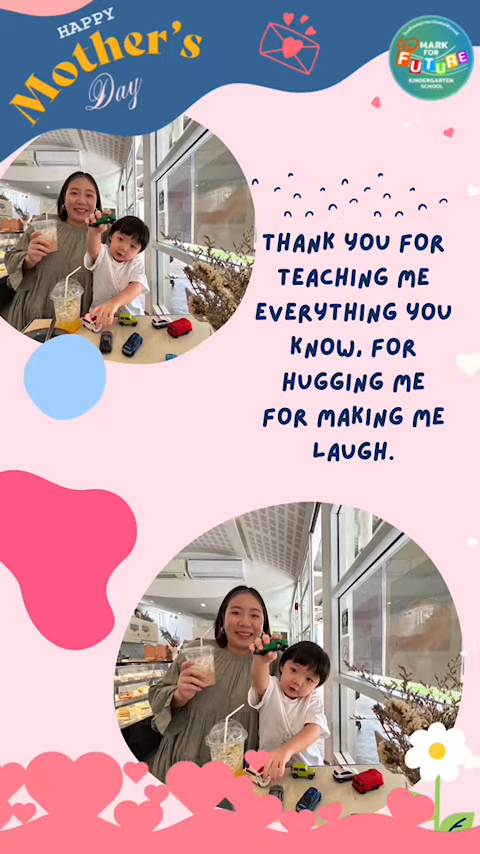 HAPPY
Mother's
Day
MARK
FOR
FUTURE
KINDERGARTEN
SCHOOL
THANK YOU FOR
TEACHING ME
EVERYTHING YOU
KNOW, FOR
HUGGING ME
FOR MAKING ME
LAUGH.